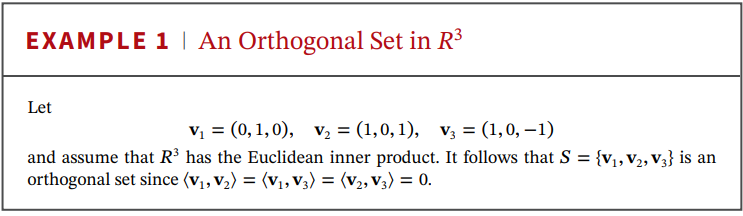 EXAMPLE 1 | An Orthogonal Set in R³
Let
v₁ = (0, 1, 0), v₂ = (1, 0, 1), v₃ = (1, 0, −1)
and assume that R³ has the Euclidean inner product. It follows that S = {v₁, v₂, v₃} is an
orthogonal set since ⟨v₁, v₂⟩ = ⟨v₁, v₃⟩ = ⟨v₂, v₃⟩ = 0.